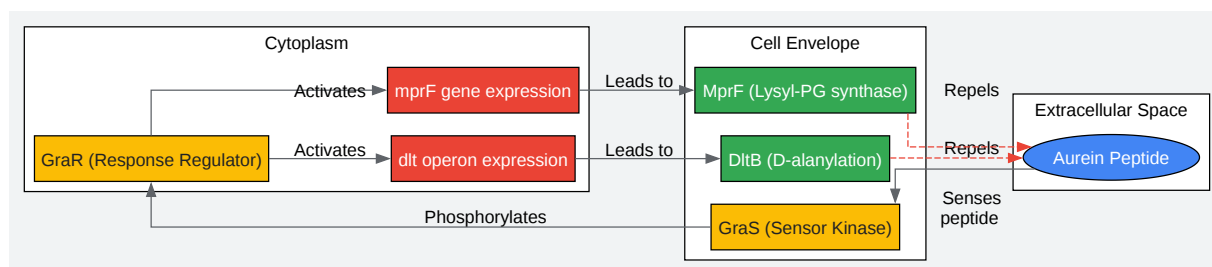 Cytoplasm
Cell Envelope
Activates
mprF gene expression
Leads to
MprF (Lysyl-PG synthase)
Repels
Extracellular Space
GraR (Response Regulator)
Activates
dlt operon expression
Leads to
DltB (D-alanylation)
Repels
Aurein Peptide
Phosphorylates
GraS (Sensor Kinase)
Senses
peptide